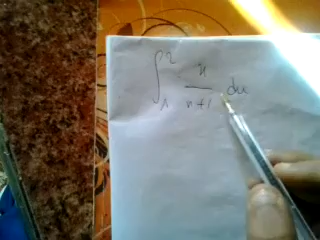 ∫₁² x/(x+1) dx